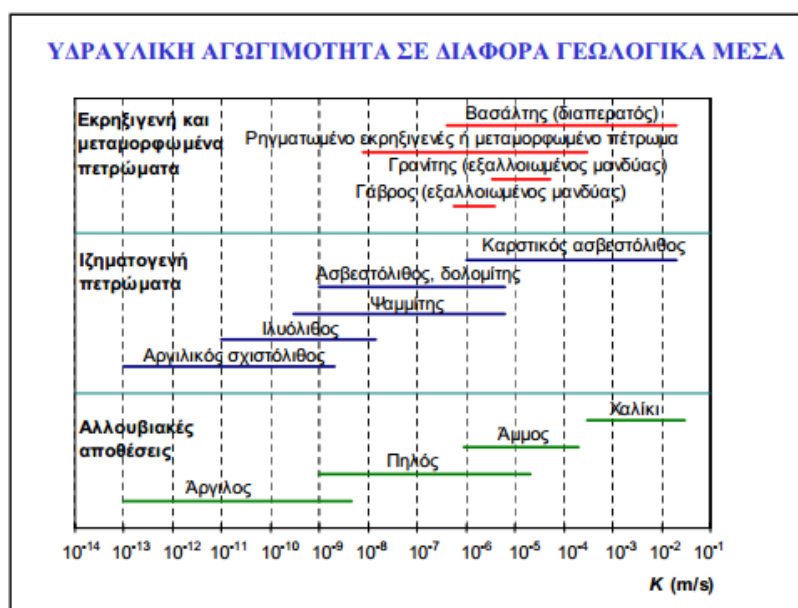 ΥΔΡΑΥΛΙΚΗ ΑΓΩΓΙΜΟΤΗΤΑ ΣΕ ΔΙΑΦΟΡΑ ΓΕΩΛΟΓΙΚΑ ΜΕΣΑ
Εκρηξιγενή και
μεταμορφωμένα
πετρώματα
Βασάλτης (διαπερατός)
Ρηγματωμένο εκρηξιγενές ή μεταμορφωμένο πέτρωμα
Γρανίτης (εξαλλοιωμένος μανδύας)
Γάβρος (εξαλλοιωμένος μανδύας)
Ιζηματογενή
πετρώματα
Καρστικός ασβεστόλιθος
Ασβεστόλιθος, δολομίτης
Ψαμμίτης
Ιλυόλιθος
Αργιλικός σχιστόλιθος
Αλλουβιακές
αποθέσεις
Χαλίκι
Άμμος
Πηλός
Άργιλος
10⁻¹⁴ 10⁻¹³ 10⁻¹² 10⁻¹¹ 10⁻¹⁰ 10⁻⁹ 10⁻⁸ 10⁻⁷ 10⁻⁶ 10⁻⁵ 10⁻⁴ 10⁻³ 10⁻² 10⁻¹
K (m/s)